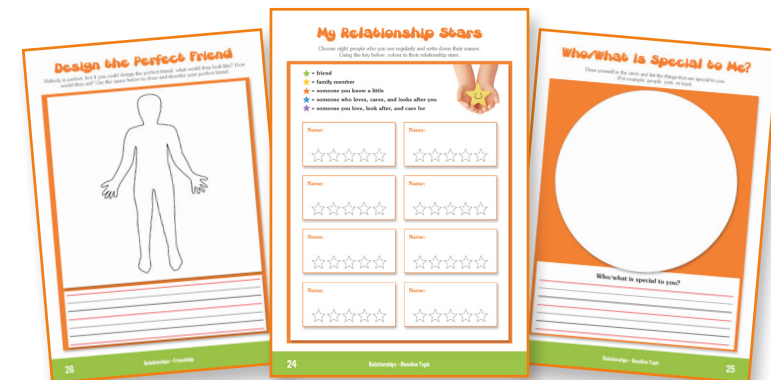 Design the Perfect Friend
Nobody is perfect, but if you could design the perfect friend, what would they look like? How
would they act? Use the space below to draw and describe your perfect friend.
26
Relationships - Friendship
My Relationship Stars
Choose eight people who you see regularly and write down their names.
Using the key below, colour in their relationship stars.
= friend
= family member
= someone you know a little
= someone who loves, cares, and looks after you
= someone you love, look after, and care for
Name:
Name:
Name:
Name:
Name:
Name:
Name:
Name:
24
Relationships - Baseline Topic
Who/What is Special to Me?
Draw yourself in the circle and list the things that are special to you.
(For example: people, pets, or toys)
Who/what is special to you?
Relationships - Baseline Topic
25